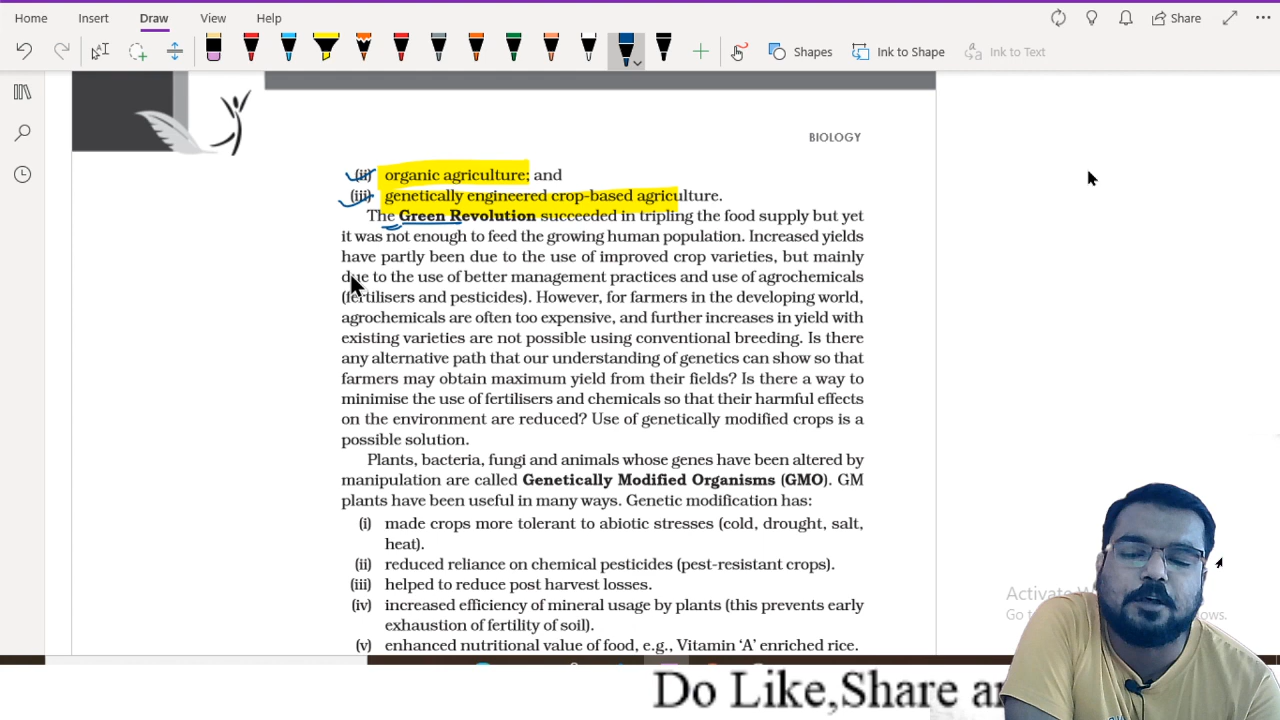 Home Insert Draw View Help Share
Shapes Ink to Shape Ink to Text
BIOLOGY
(ii) organic agriculture; and
(iii) genetically engineered crop-based agriculture.
The Green Revolution succeeded in tripling the food supply but yet
it was not enough to feed the growing human population. Increased yields
have partly been due to the use of improved crop varieties, but mainly
due to the use of better management practices and use of agrochemicals
(fertilisers and pesticides). However, for farmers in the developing world,
agrochemicals are often too expensive, and further increases in yield with
existing varieties are not possible using conventional breeding. Is there
any alternative path that our understanding of genetics can show so that
farmers may obtain maximum yield from their fields? Is there a way to
minimise the use of fertilisers and chemicals so that their harmful effects
on the environment are reduced? Use of genetically modified crops is a
possible solution.
Plants, bacteria, fungi and animals whose genes have been altered by
manipulation are called Genetically Modified Organisms (GMO). GM
plants have been useful in many ways. Genetic modification has:
(i) made crops more tolerant to abiotic stresses (cold, drought, salt,
heat).
(ii) reduced reliance on chemical pesticides (pest-resistant crops).
(iii) helped to reduce post harvest losses.
(iv) increased efficiency of mineral usage by plants (this prevents early
exhaustion of fertility of soil).
(v) enhanced nutritional value of food, e.g., Vitamin ‘A’ enriched rice.
Activate
Go to
Do Like,Share